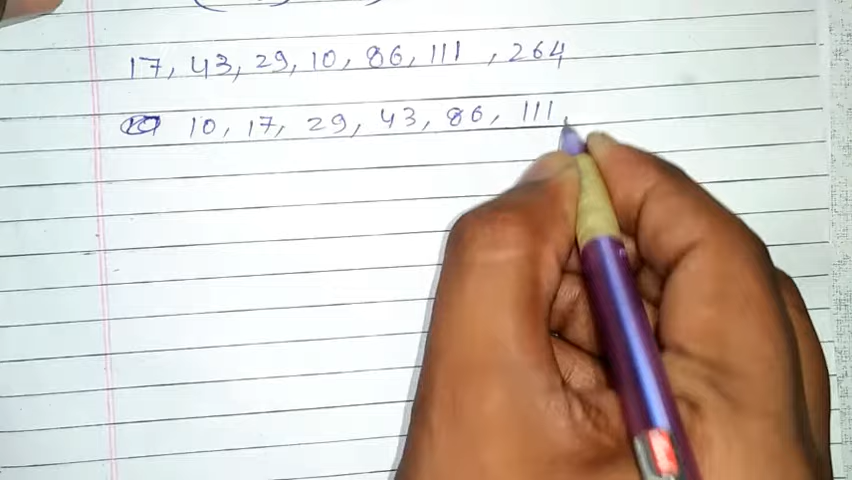 17, 43, 29, 10, 86, 111 , 264
10, 17, 29, 43, 86, 111,